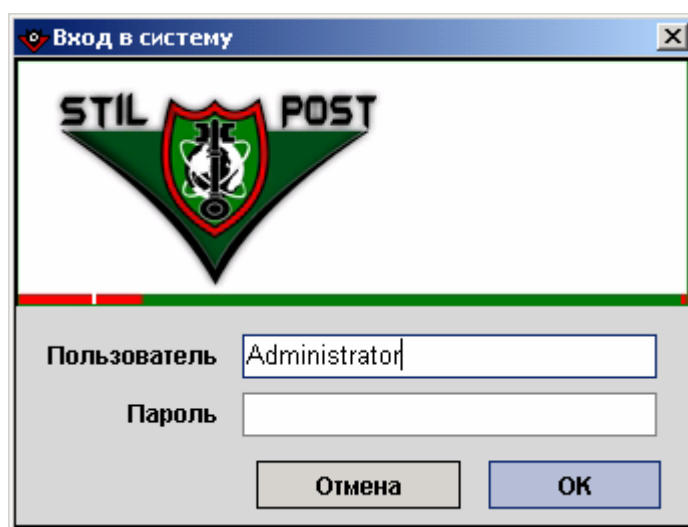 Вход в систему
STIL POST
Пользователь Administrator
Пароль
Отмена OK